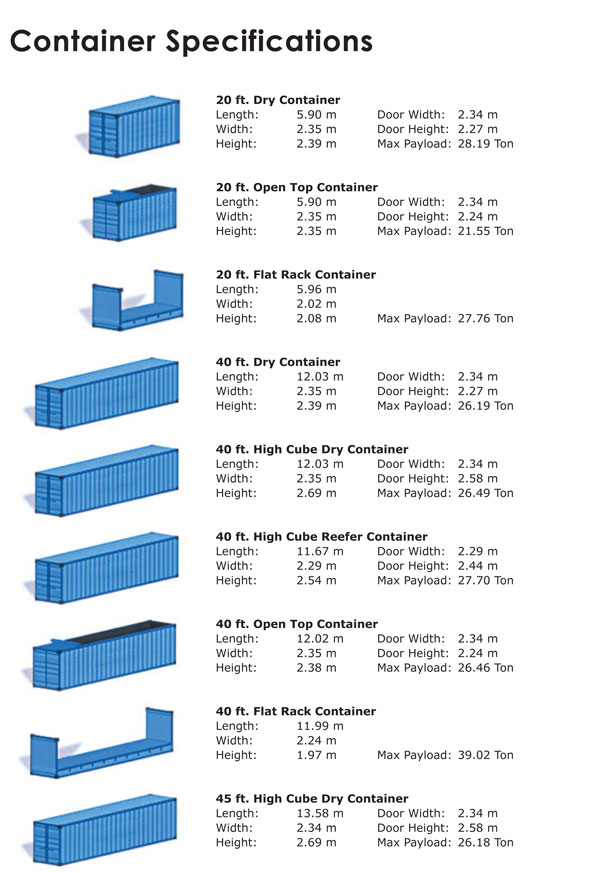 Container Specifications
20 ft. Dry Container
Length: 5.90 m Door Width: 2.34 m
Width: 2.35 m Door Height: 2.27 m
Height: 2.39 m Max Payload: 28.19 Ton
20 ft. Open Top Container
Length: 5.90 m Door Width: 2.34 m
Width: 2.35 m Door Height: 2.24 m
Height: 2.35 m Max Payload: 21.55 Ton
20 ft. Flat Rack Container
Length: 5.96 m
Width: 2.02 m
Height: 2.08 m Max Payload: 27.76 Ton
40 ft. Dry Container
Length: 12.03 m Door Width: 2.34 m
Width: 2.35 m Door Height: 2.27 m
Height: 2.39 m Max Payload: 26.19 Ton
40 ft. High Cube Dry Container
Length: 12.03 m Door Width: 2.34 m
Width: 2.35 m Door Height: 2.58 m
Height: 2.69 m Max Payload: 26.49 Ton
40 ft. High Cube Reefer Container
Length: 11.67 m Door Width: 2.29 m
Width: 2.29 m Door Height: 2.44 m
Height: 2.54 m Max Payload: 27.70 Ton
40 ft. Open Top Container
Length: 12.02 m Door Width: 2.34 m
Width: 2.35 m Door Height: 2.24 m
Height: 2.38 m Max Payload: 26.46 Ton
40 ft. Flat Rack Container
Length: 11.99 m
Width: 2.24 m
Height: 1.97 m Max Payload: 39.02 Ton
45 ft. High Cube Dry Container
Length: 13.58 m Door Width: 2.34 m
Width: 2.34 m Door Height: 2.58 m
Height: 2.69 m Max Payload: 26.18 Ton